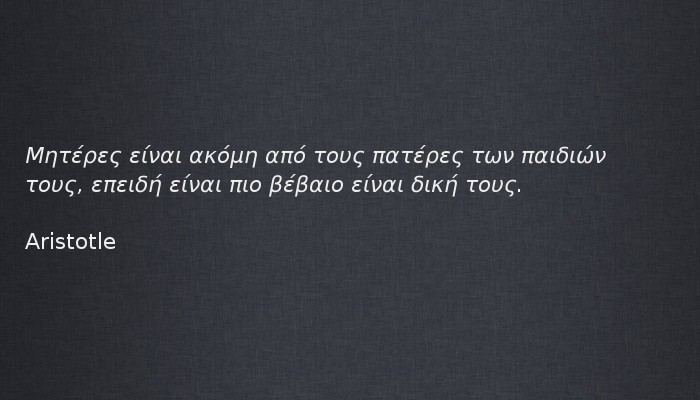 Μητέρες είναι ακόμη από τους πατέρες των παιδιών
τους, επειδή είναι πιο βέβαιο είναι δική τους.
Aristotle